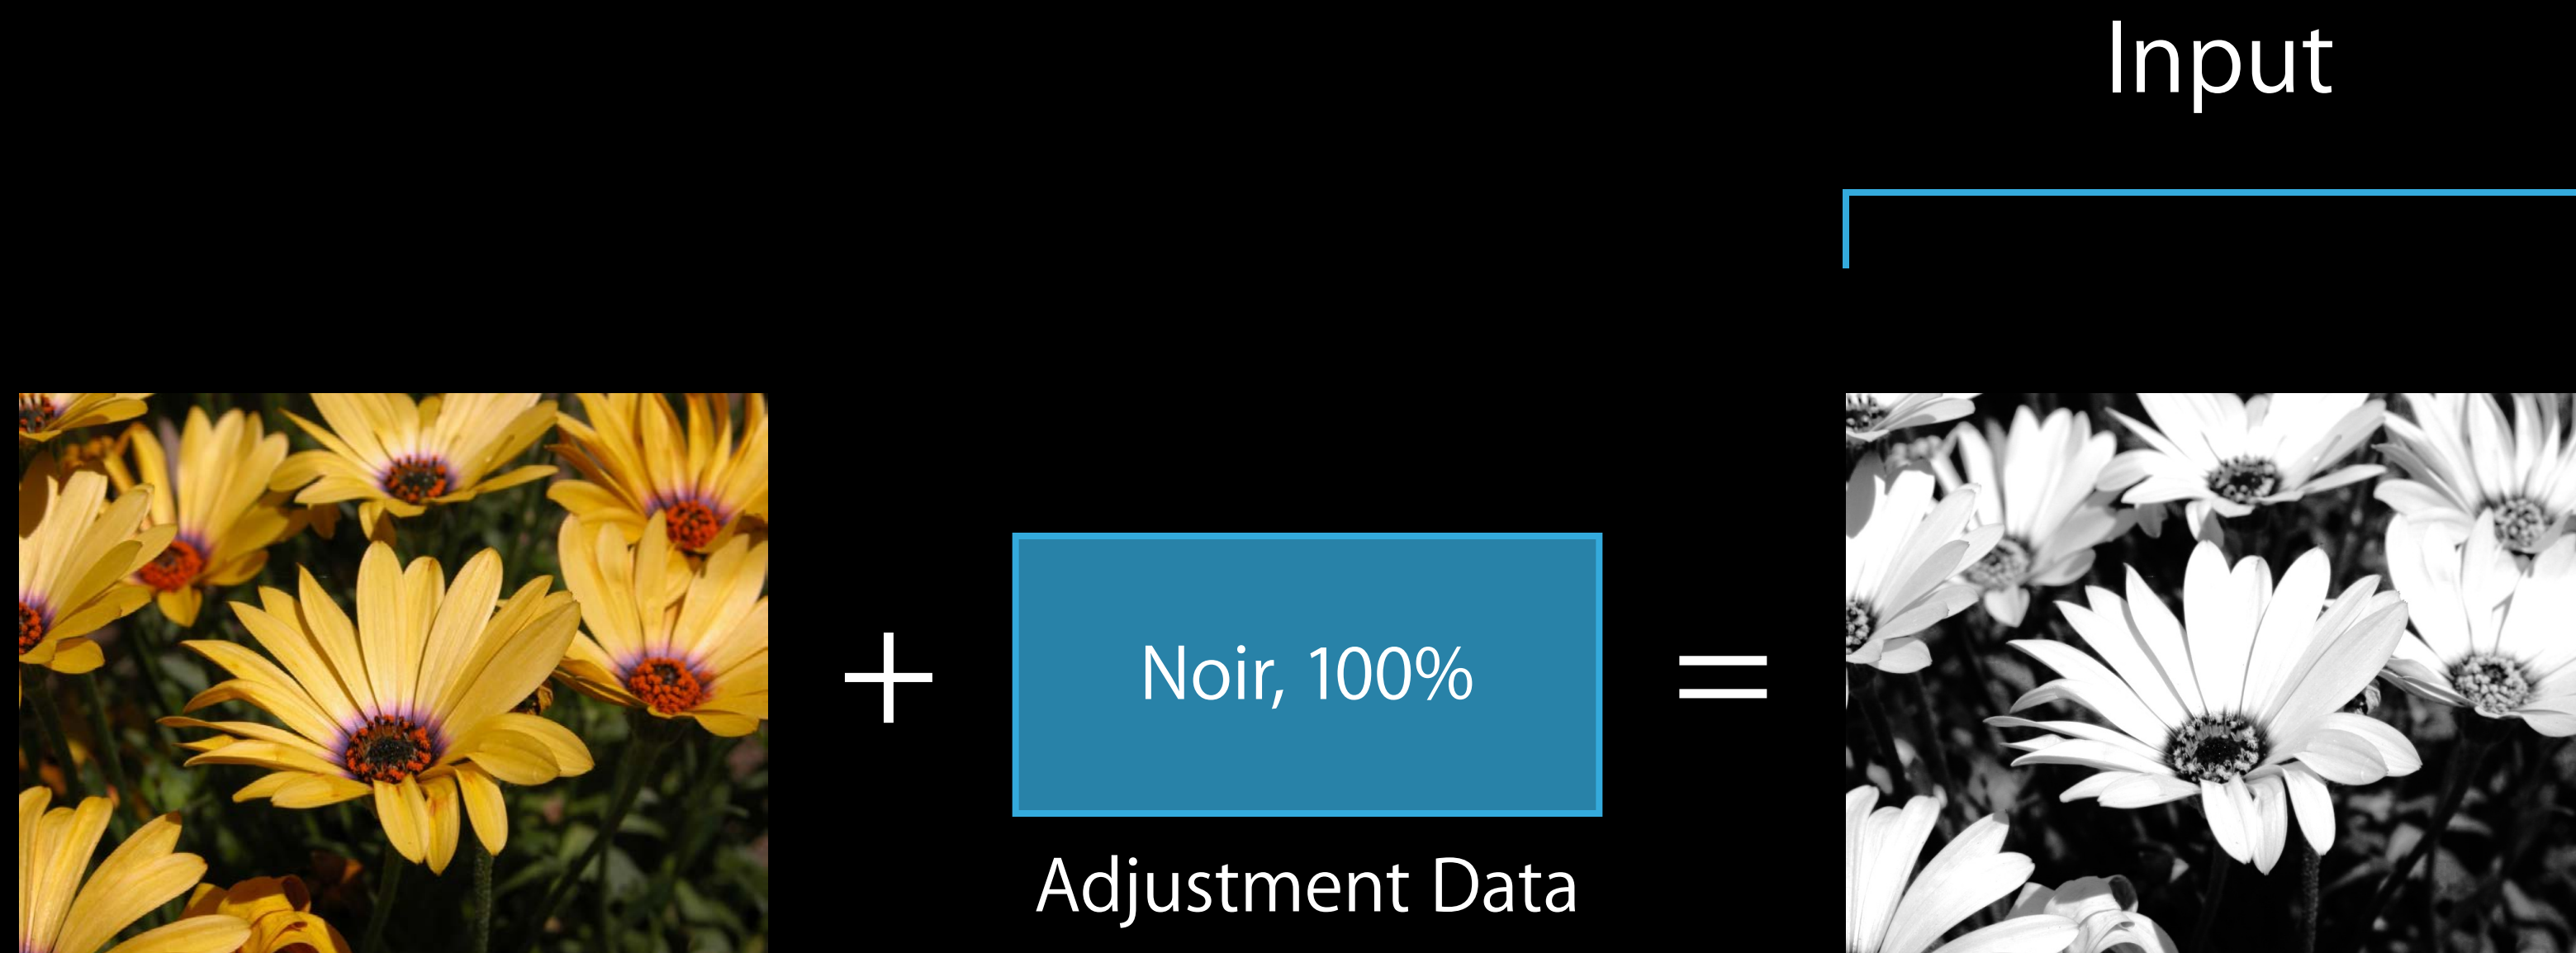 Input
+
Noir, 100%
=
Adjustment Data